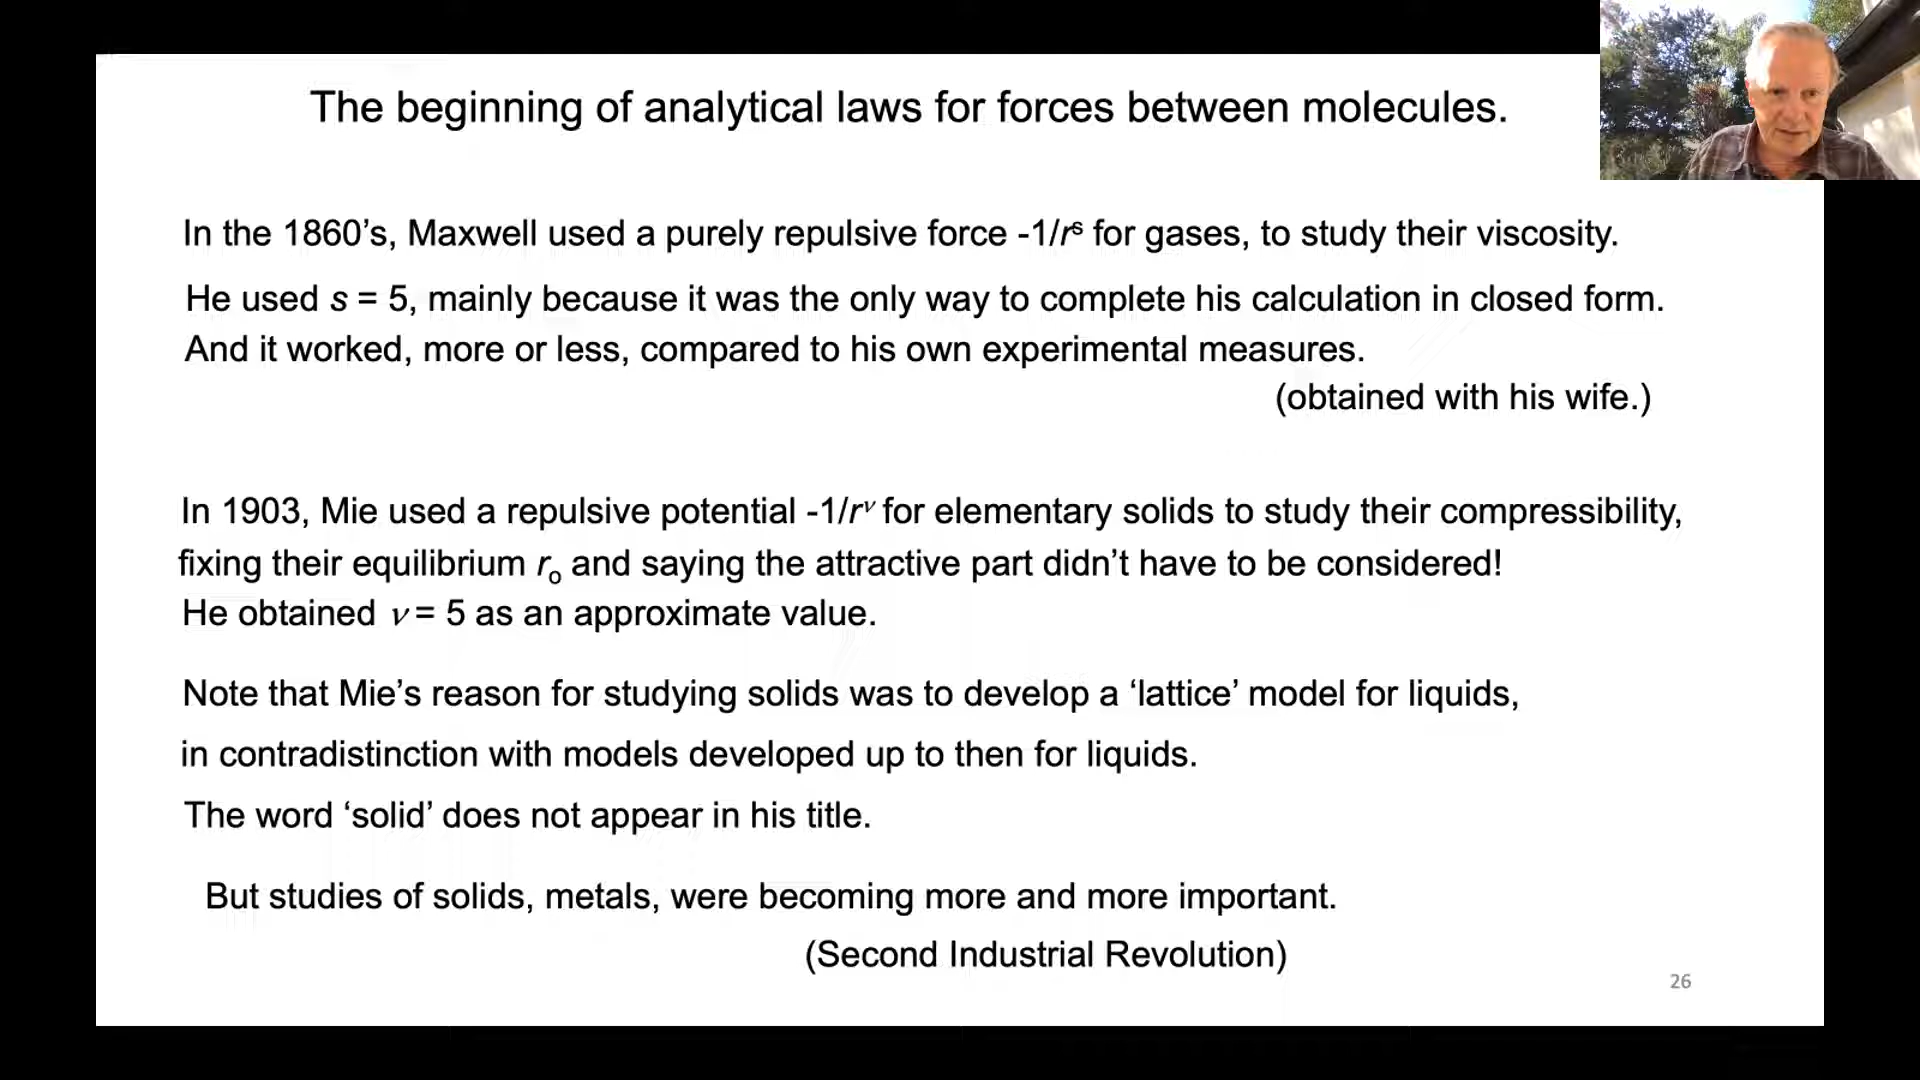 The beginning of analytical laws for forces between molecules.
In the 1860’s, Maxwell used a purely repulsive force -1/rˢ for gases, to study their viscosity.
He used s = 5, mainly because it was the only way to complete his calculation in closed form.
And it worked, more or less, compared to his own experimental measures.
(obtained with his wife.)
In 1903, Mie used a repulsive potential -1/r^ν for elementary solids to study their compressibility,
fixing their equilibrium rₒ and saying the attractive part didn’t have to be considered!
He obtained ν = 5 as an approximate value.
Note that Mie’s reason for studying solids was to develop a ‘lattice’ model for liquids,
in contradistinction with models developed up to then for liquids.
The word ‘solid’ does not appear in his title.
But studies of solids, metals, were becoming more and more important.
(Second Industrial Revolution)
26